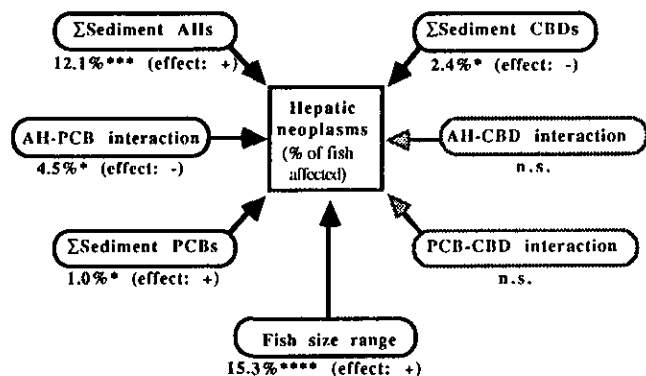 ΣSediment AHs
12.1%*** (effect: +)
ΣSediment CBDs
2.4%* (effect: -)
Hepatic
neoplasms
(% of fish
affected)
AH-PCB interaction
4.5%* (effect: -)
AH-CBD interaction
n.s.
ΣSediment PCBs
1.0%* (effect: +)
PCB-CBD interaction
n.s.
Fish size range
15.3%**** (effect: +)